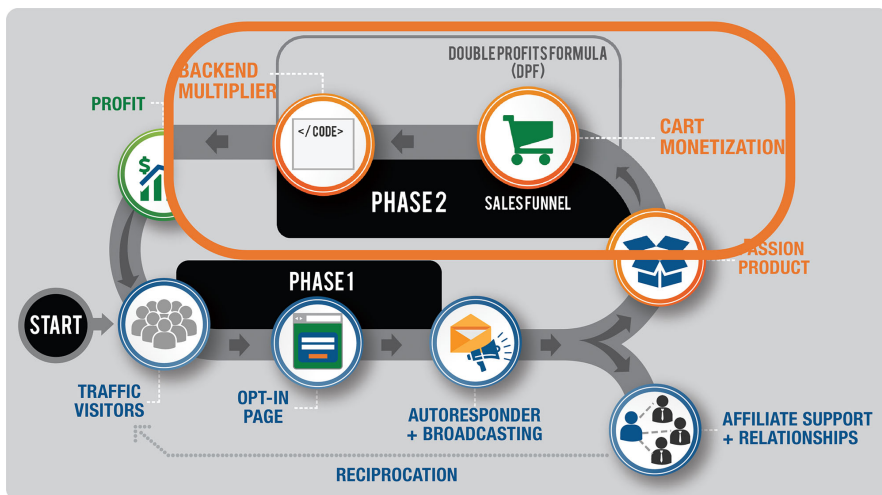 DOUBLE PROFITS FORMULA
(DPF)
BACKEND
MULTIPLIER
PROFIT
</CODE>
CART
MONETIZATION
$
PHASE 2
SALES FUNNEL
ASSION
PRODUCT
PHASE 1
START
TRAFFIC
VISITORS
OPT-IN
PAGE
AUTORESPONDER
+ BROADCASTING
AFFILIATE SUPPORT
+ RELATIONSHIPS
RECIPROCATION